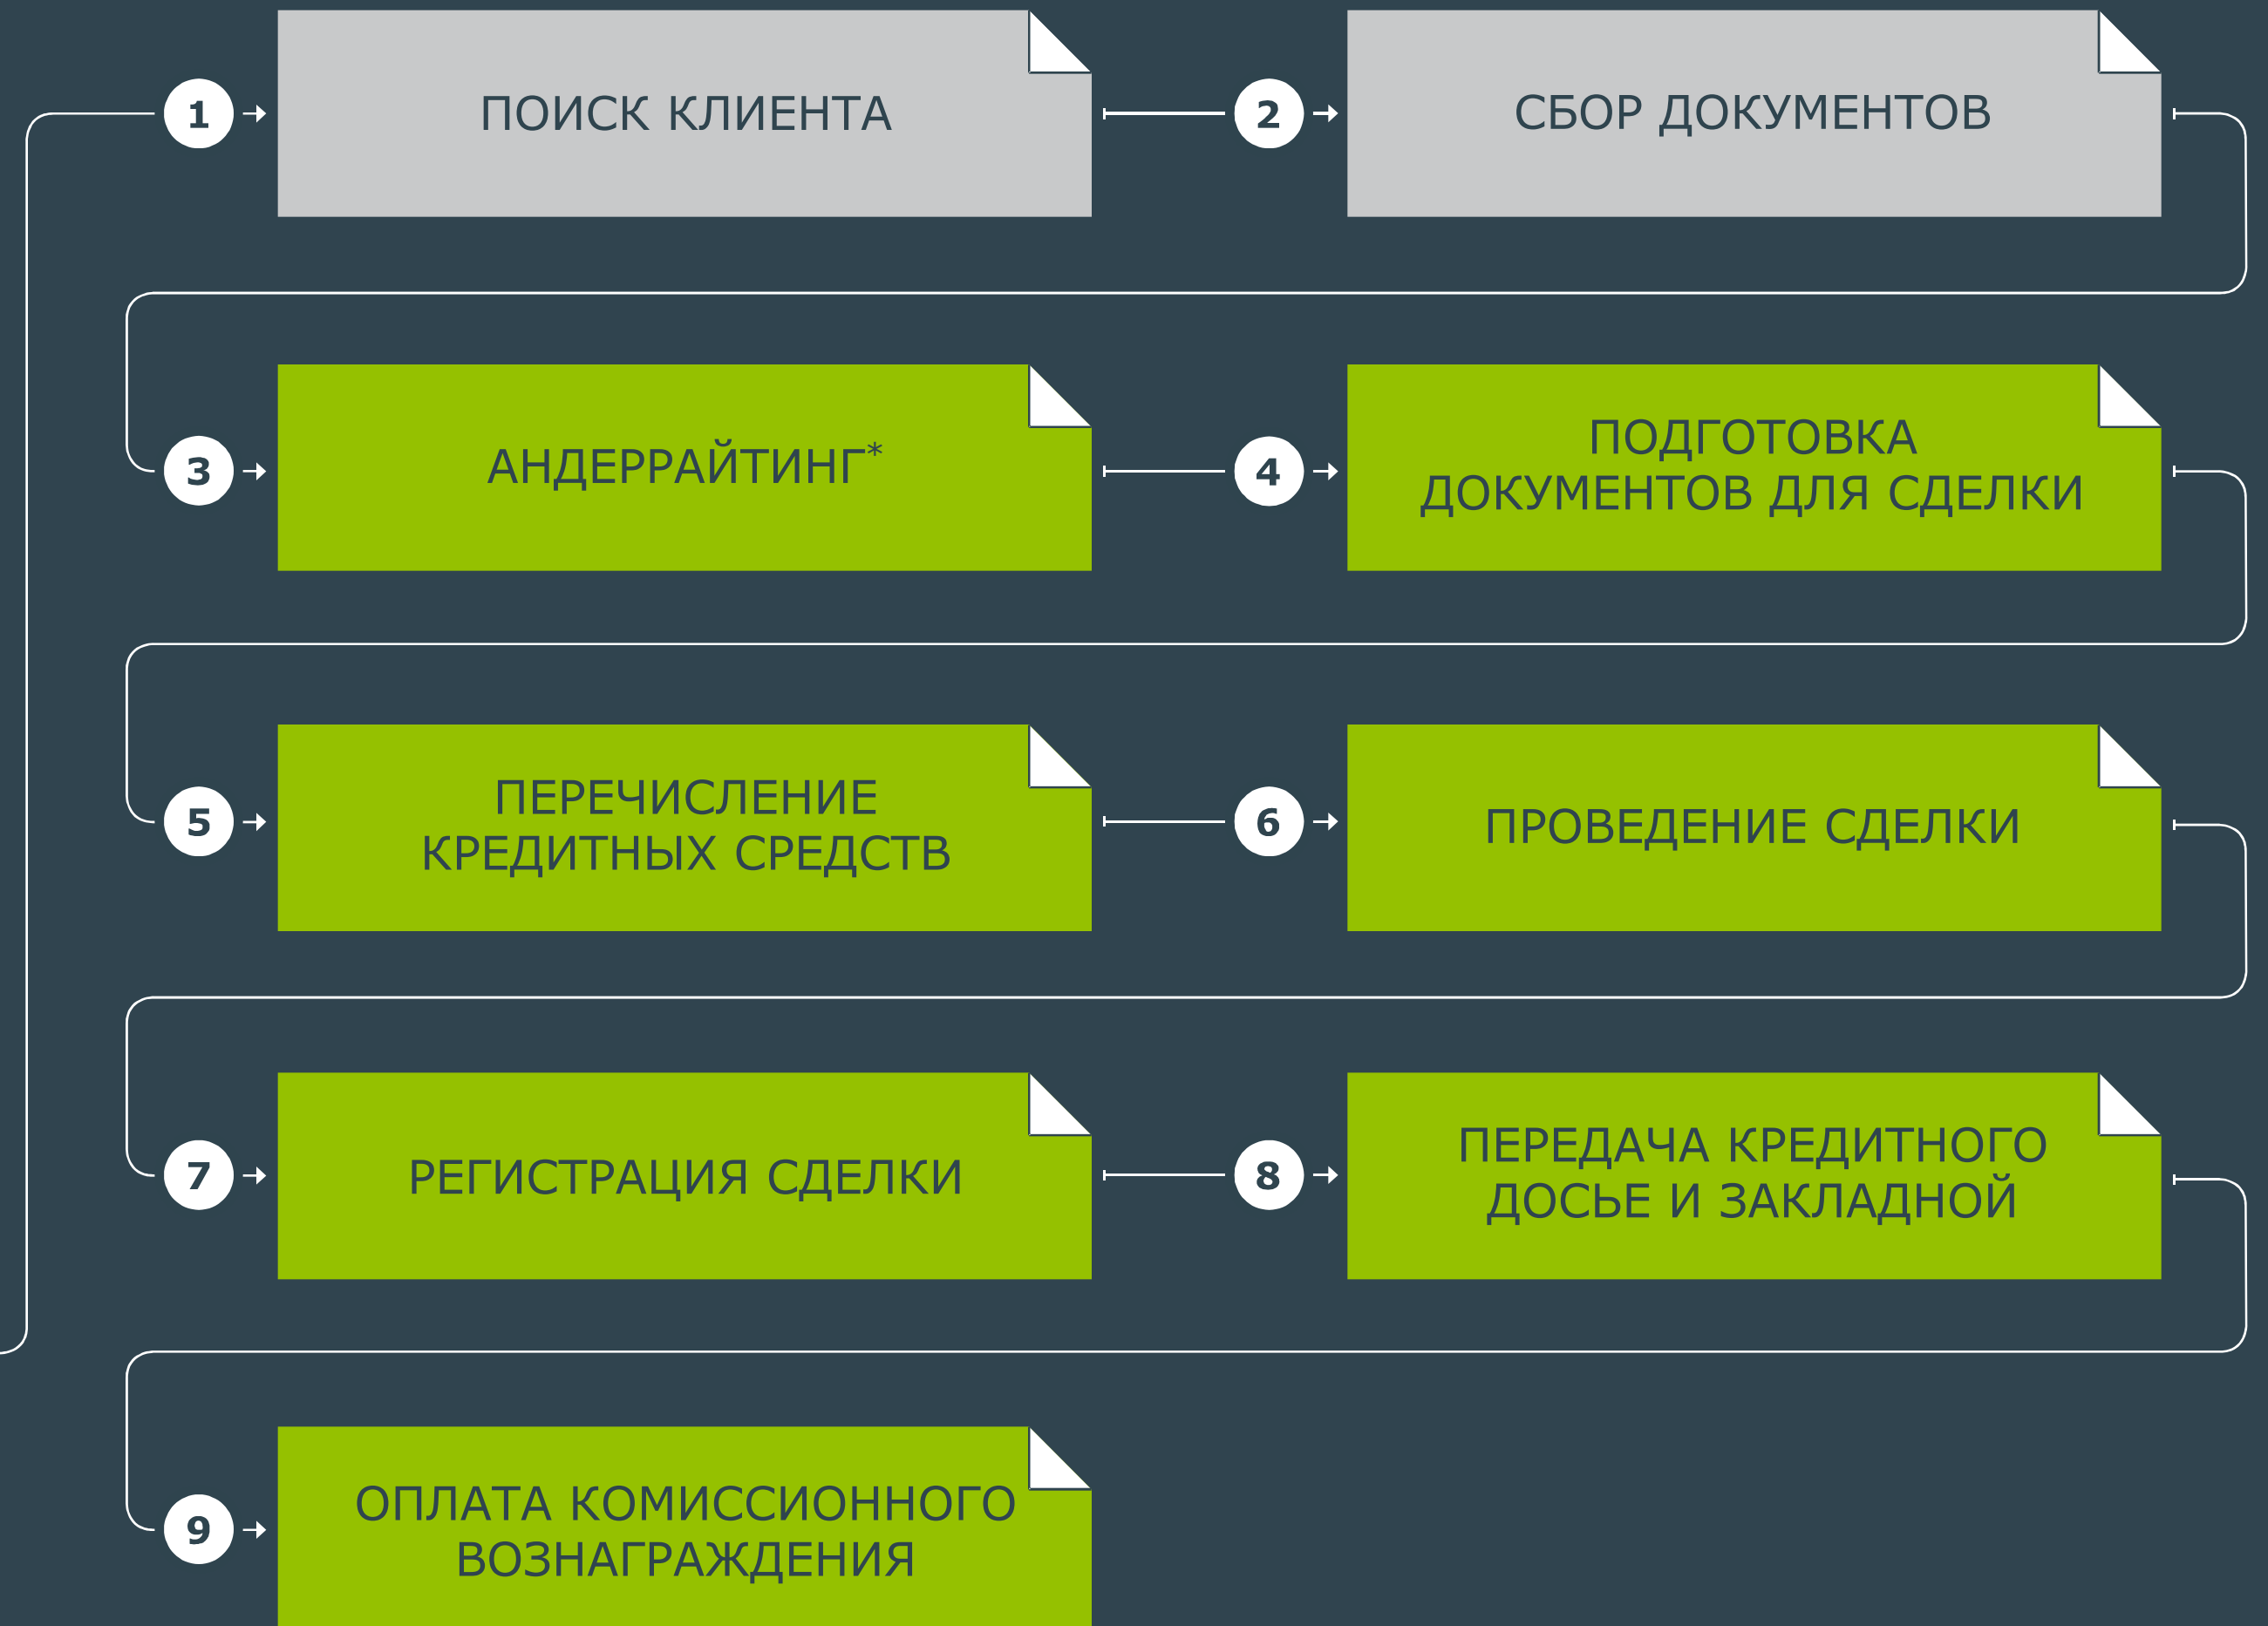 1
ПОИСК КЛИЕНТА
2
СБОР ДОКУМЕНТОВ
3
АНДЕРРАЙТИНГ*
4
ПОДГОТОВКА
ДОКУМЕНТОВ ДЛЯ СДЕЛКИ
5
ПЕРЕЧИСЛЕНИЕ
КРЕДИТНЫХ СРЕДСТВ
6
ПРОВЕДЕНИЕ СДЕЛКИ
7
РЕГИСТРАЦИЯ СДЕЛКИ
8
ПЕРЕДАЧА КРЕДИТНОГО
ДОСЬЕ И ЗАКЛАДНОЙ
9
ОПЛАТА КОМИССИОННОГО
ВОЗНАГРАЖДЕНИЯ